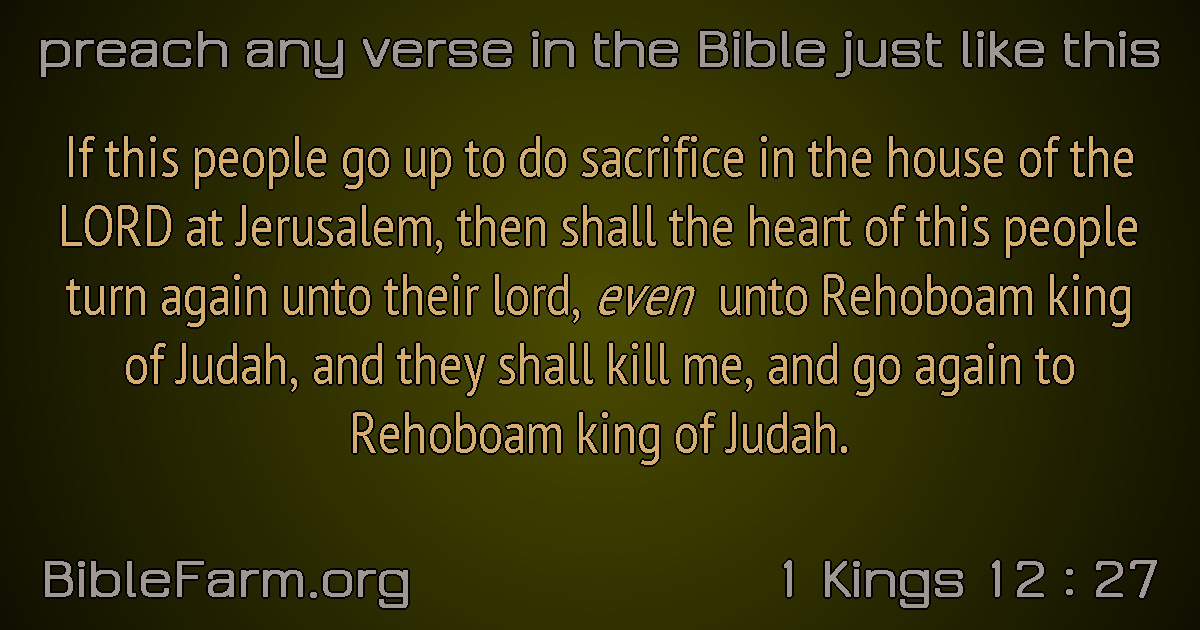 preach any verse in the Bible just like this
If this people go up to do sacrifice in the house of the
LORD at Jerusalem, then shall the heart of this people
turn again unto their lord, even unto Rehoboam king
of Judah, and they shall kill me, and go again to
Rehoboam king of Judah.
BibleFarm.org
1 Kings 12 : 27